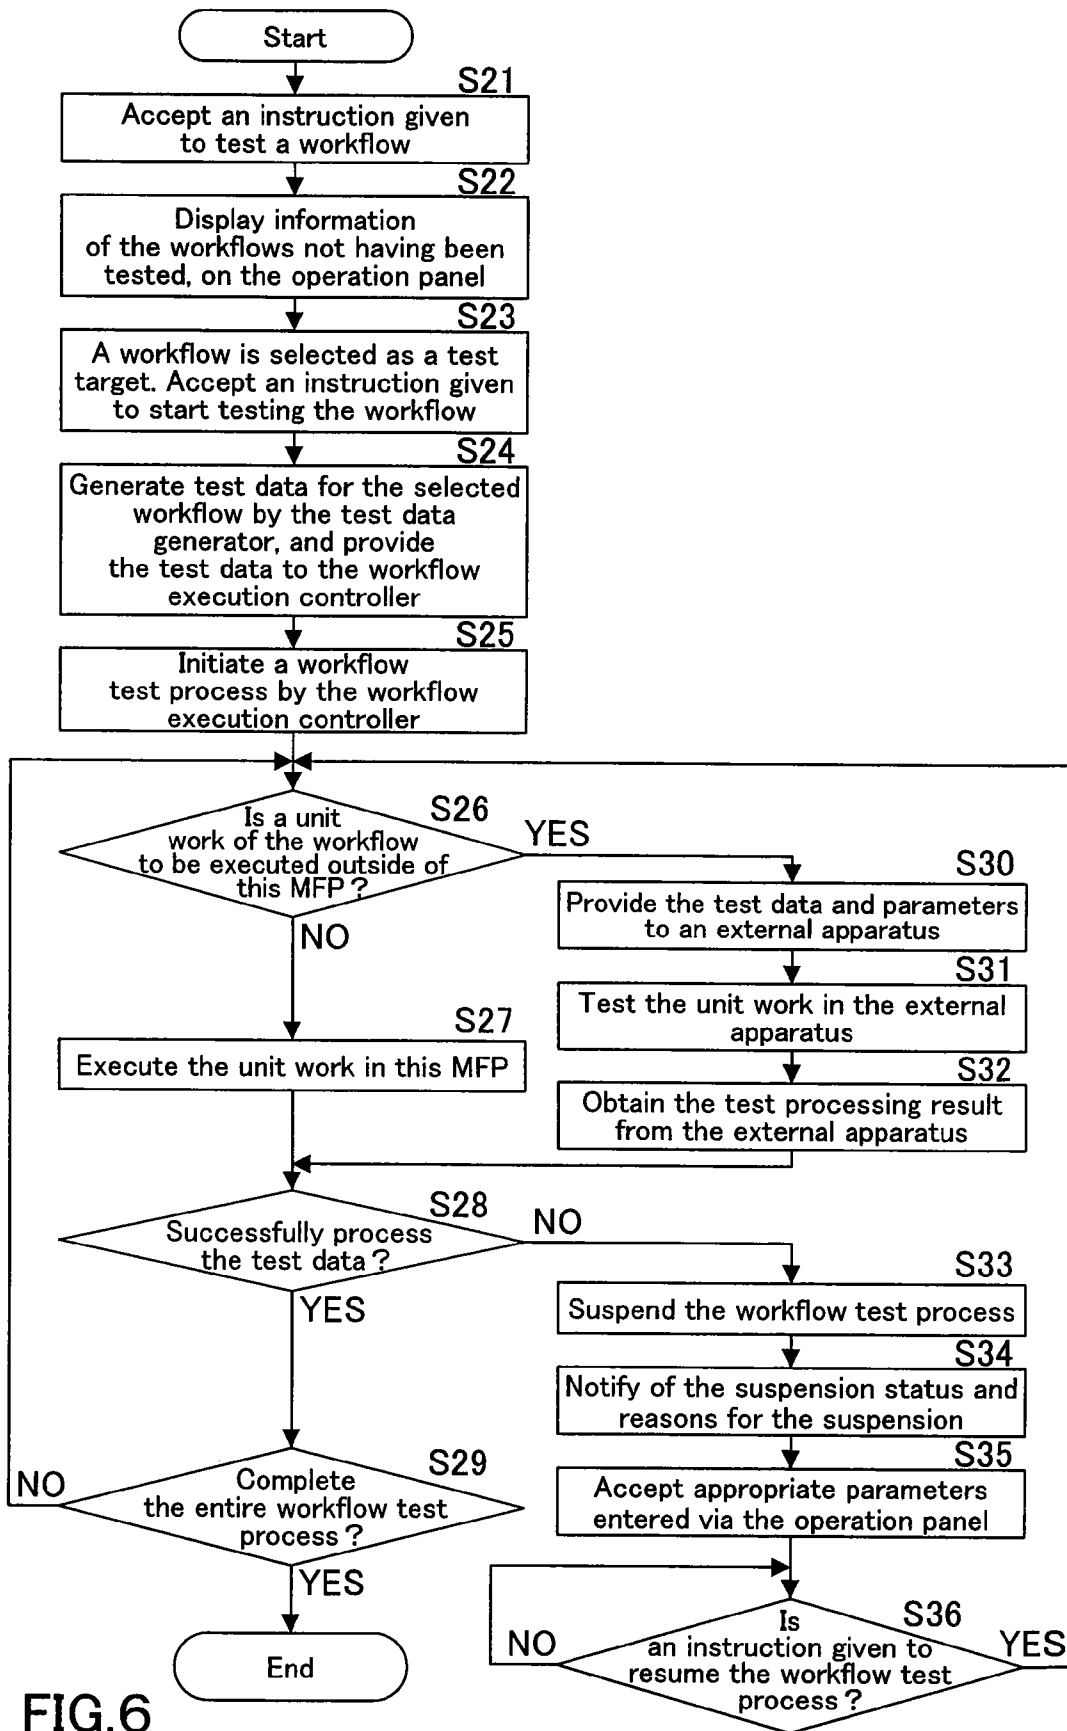 Start
S21
Accept an instruction given
to test a workflow
S22
Display information
of the workflows not having been
tested, on the operation panel
S23
A workflow is selected as a test
target. Accept an instruction given
to start testing the workflow
S24
Generate test data for the selected
workflow by the test data
generator, and provide
the test data to the workflow
execution controller
S25
Initiate a workflow
test process by the workflow
execution controller
S26
Is a unit
work of the workflow
to be executed outside of
this MFP?
YES
NO
S30
Provide the test data and parameters
to an external apparatus
S31
Test the unit work in the external
apparatus
S27
Execute the unit work in this MFP
S32
Obtain the test processing result
from the external apparatus
S28
Successfully process
the test data?
NO
YES
S33
Suspend the workflow test process
S34
Notify of the suspension status and
reasons for the suspension
S29
Complete
the entire workflow test
process?
NO
YES
S35
Accept appropriate parameters
entered via the operation panel
S36
Is
an instruction given to
resume the workflow test
process?
NO
YES
End
FIG.6